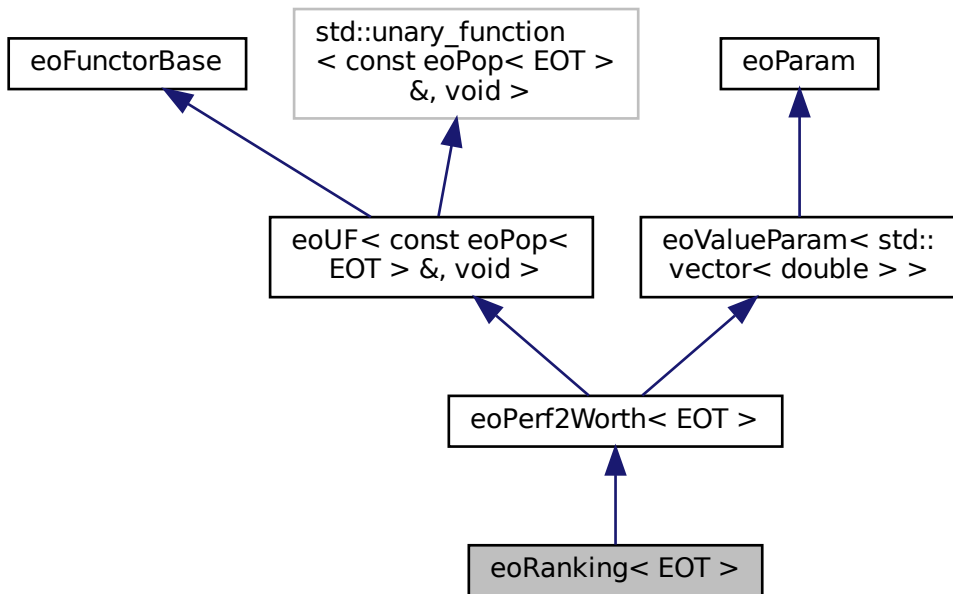 eoFunctorBase
std::unary_function
< const eoPop< EOT >
&, void >
eoParam
eoUF< const eoPop<
EOT > &, void >
eoValueParam< std::
vector< double > >
eoPerf2Worth< EOT >
eoRanking< EOT >